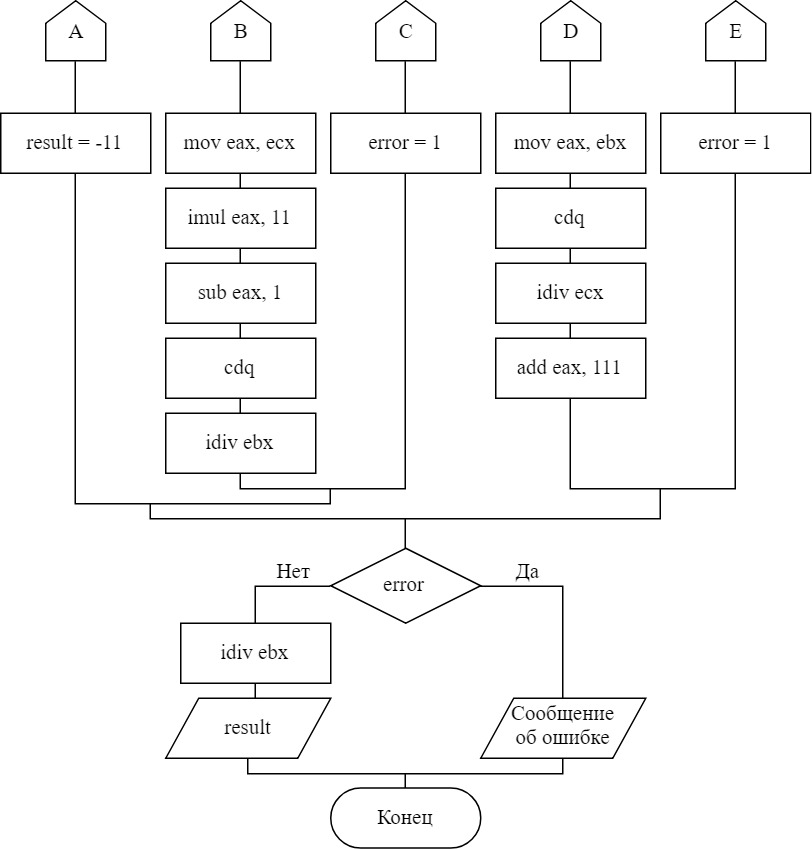 A
B
C
D
E
result = -11
mov eax, ecx
error = 1
mov eax, ebx
error = 1
imul eax, 11
cdq
sub eax, 1
idiv ecx
cdq
add eax, 111
idiv ebx
Нет
error
Да
idiv ebx
result
Сообщение
об ошибке
Конец